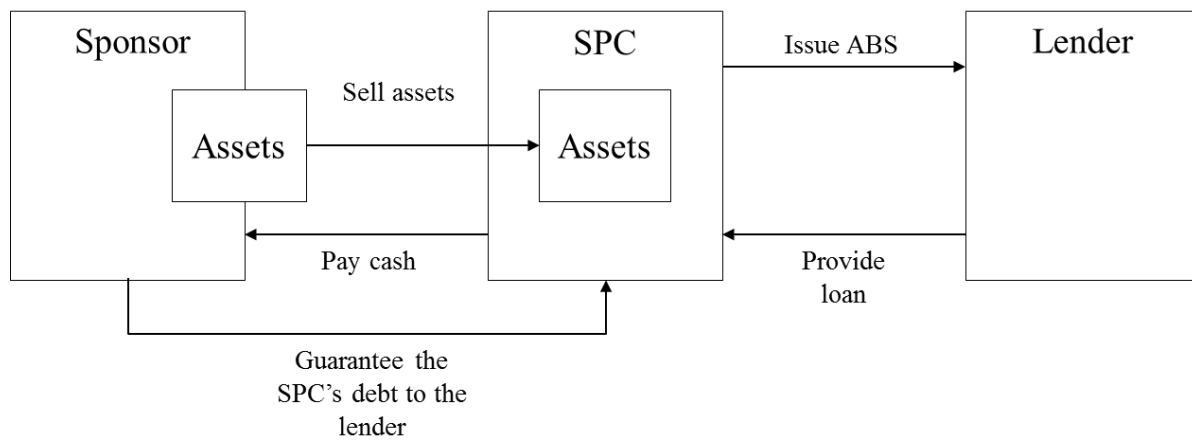 Sponsor
SPC
Issue ABS
Lender
Sell assets
Assets
Assets
Pay cash
Provide
loan
Guarantee the
SPC’s debt to the
lender